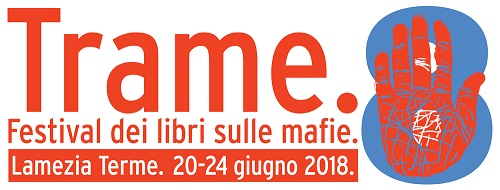 Trame.8
Festival dei libri sulle mafie.
Lamezia Terme. 20-24 giugno 2018.